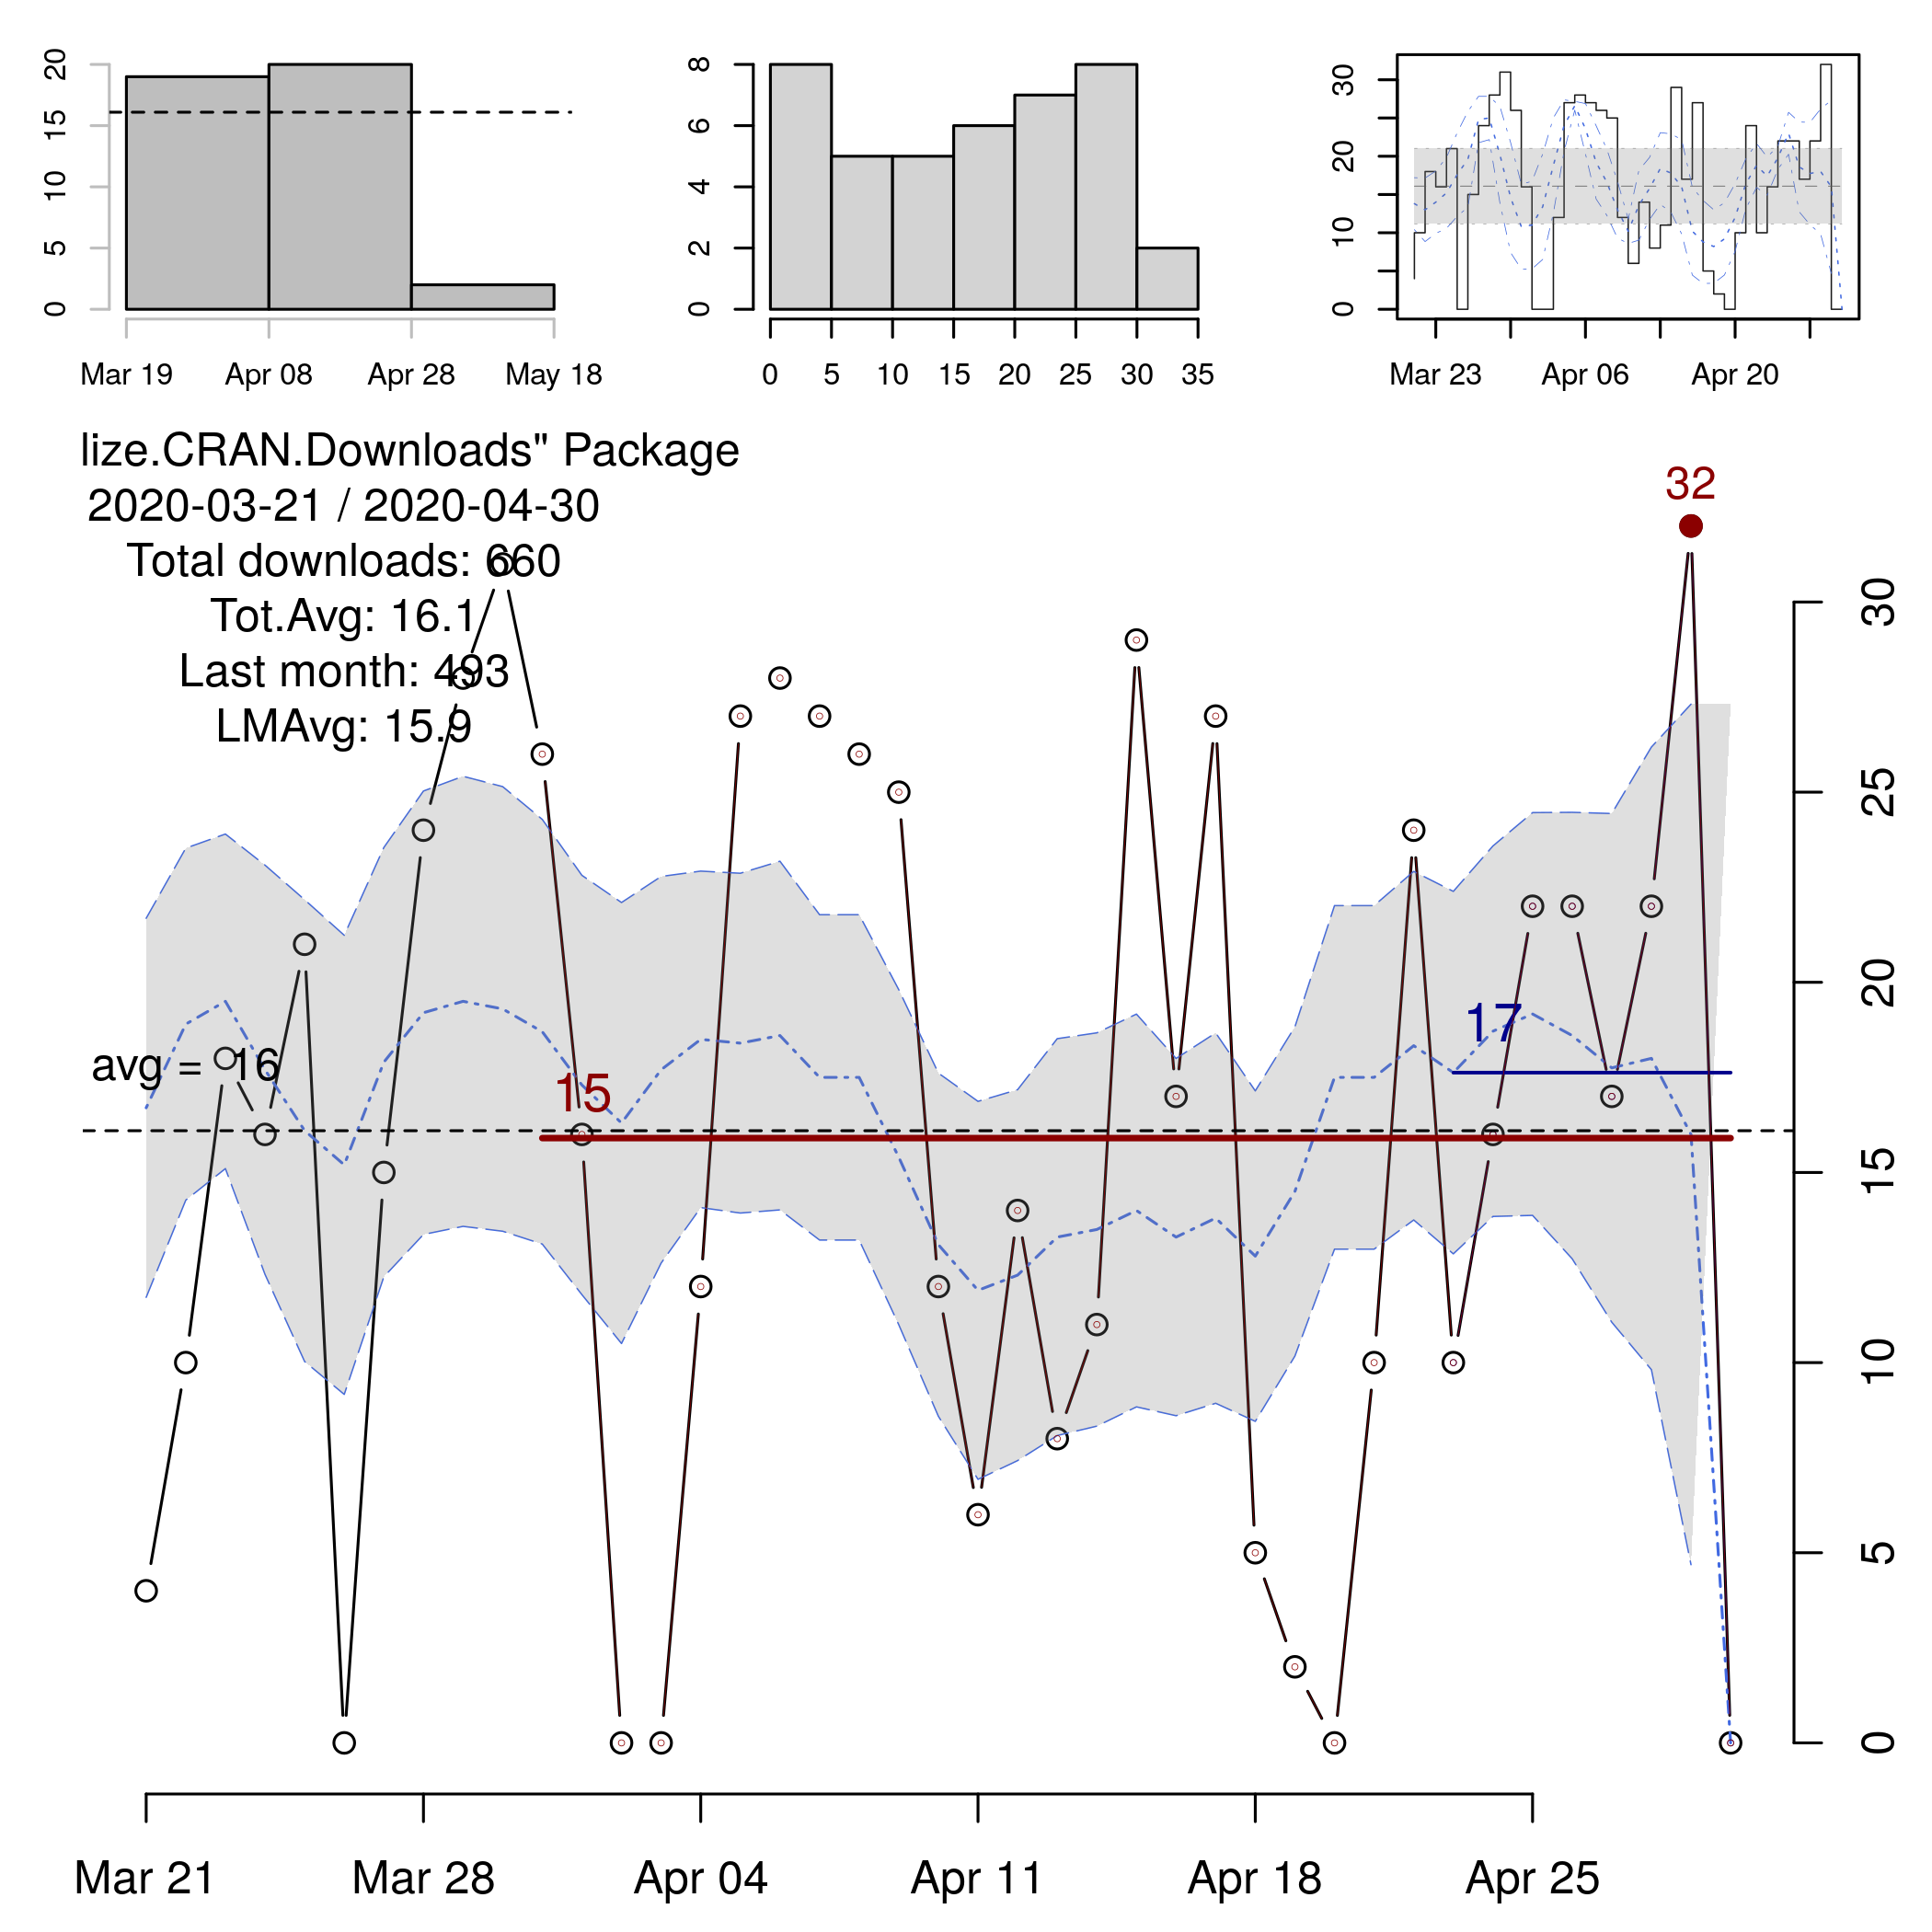 20
15
10
5
0
Mar 19 Apr 08 Apr 28 May 18
8
6
4
2
0
0 5 10 15 20 25 30 35
30
20
10
0
Mar 23 Apr 06 Apr 20
lize.CRAN.Downloads" Package
2020-03-21 / 2020-04-30
Total downloads: 660
Tot.Avg: 16.1
Last month: 493
LMAvg: 15.9
32
avg = 16
15
17
30
25
20
15
10
5
0
Mar 21 Mar 28 Apr 04 Apr 11 Apr 18 Apr 25